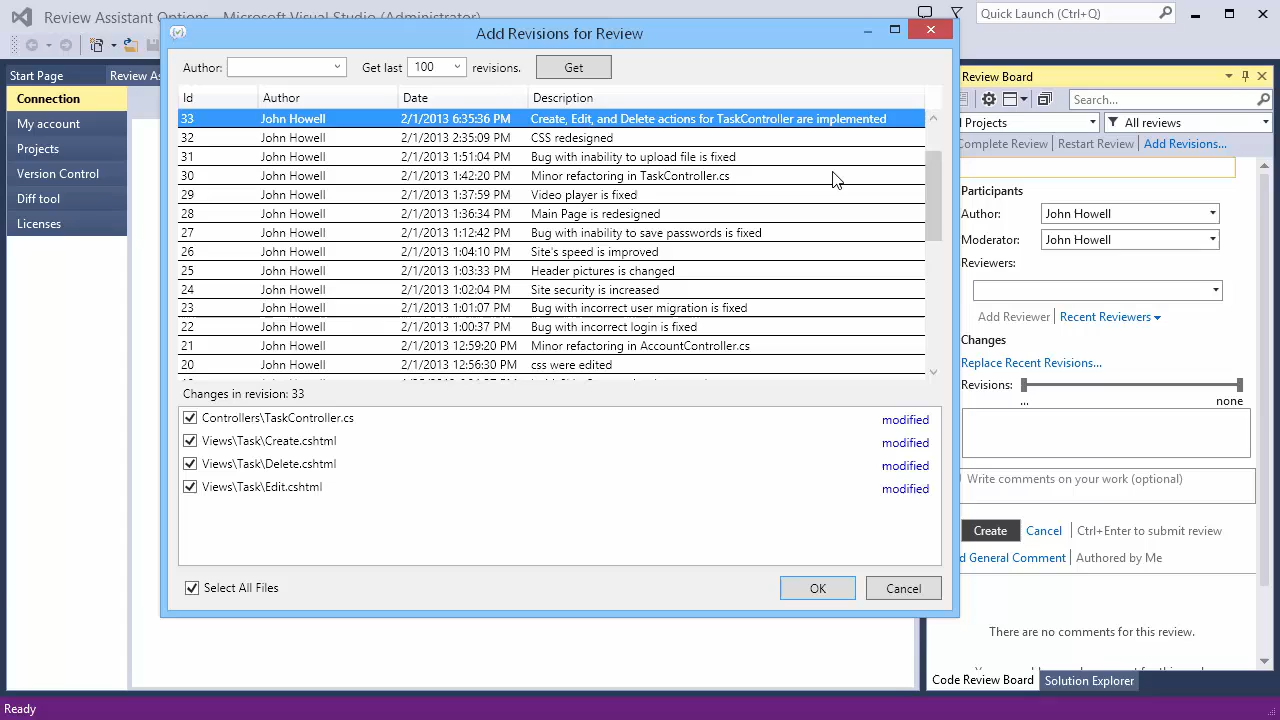 Review Assistant Options - Microsoft Visual Studio (Administrator)
Quick Launch (Ctrl+Q)
Start Page
Review As
Connection
My account
Projects
Version Control
Diff tool
Licenses
Add Revisions for Review
Author:
Get last 100 revisions.
Get
Id Author Date Description
33 John Howell 2/1/2013 6:35:36 PM Create, Edit, and Delete actions for TaskController are implemented
32 John Howell 2/1/2013 2:35:09 PM CSS redesigned
31 John Howell 2/1/2013 1:51:04 PM Bug with inability to upload file is fixed
30 John Howell 2/1/2013 1:42:20 PM Minor refactoring in TaskController.cs
29 John Howell 2/1/2013 1:37:59 PM Video player is fixed
28 John Howell 2/1/2013 1:36:34 PM Main Page is redesigned
27 John Howell 2/1/2013 1:12:42 PM Bug with inability to save passwords is fixed
26 John Howell 2/1/2013 1:04:10 PM Site's speed is improved
25 John Howell 2/1/2013 1:03:33 PM Header pictures is changed
24 John Howell 2/1/2013 1:02:04 PM Site security is increased
23 John Howell 2/1/2013 1:01:07 PM Bug with incorrect user migration is fixed
22 John Howell 2/1/2013 1:00:37 PM Bug with incorrect login is fixed
21 John Howell 2/1/2013 12:59:20 PM Minor refactoring in AccountController.cs
20 John Howell 2/1/2013 12:56:30 PM css were edited
Changes in revision: 33
Controllers\TaskController.cs modified
Views\Task\Create.cshtml modified
Views\Task\Delete.cshtml modified
Views\Task\Edit.cshtml modified
Select All Files
OK
Cancel
Review Board
Search...
Projects
All reviews
Complete Review Restart Review Add Revisions...
Participants
Author: John Howell
Moderator: John Howell
Reviewers:
Add Reviewer Recent Reviewers
Changes
Replace Recent Revisions...
Revisions:
... none
Write comments on your work (optional)
Create Cancel Ctrl+Enter to submit review
d General Comment Authored by Me
There are no comments for this review.
Code Review Board Solution Explorer
Ready